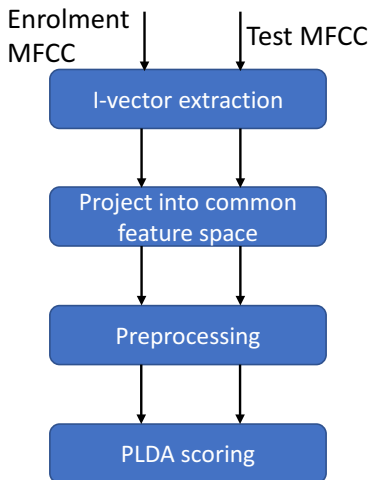 Enrolment
MFCC
Test MFCC
I-vector extraction
Project into common
feature space
Preprocessing
PLDA scoring